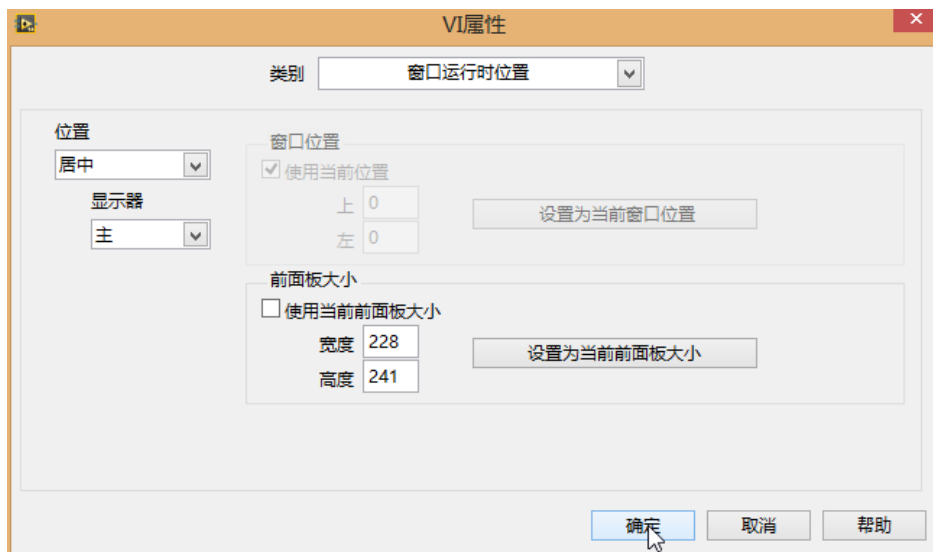 VI属性
类别 窗口运行时位置
位置
居中
显示器
主
窗口位置
使用当前位置
上 0
左 0
设置为当前窗口位置
前面板大小
使用当前前面板大小
宽度 228
高度 241
设置为当前前面板大小
确定 取消 帮助